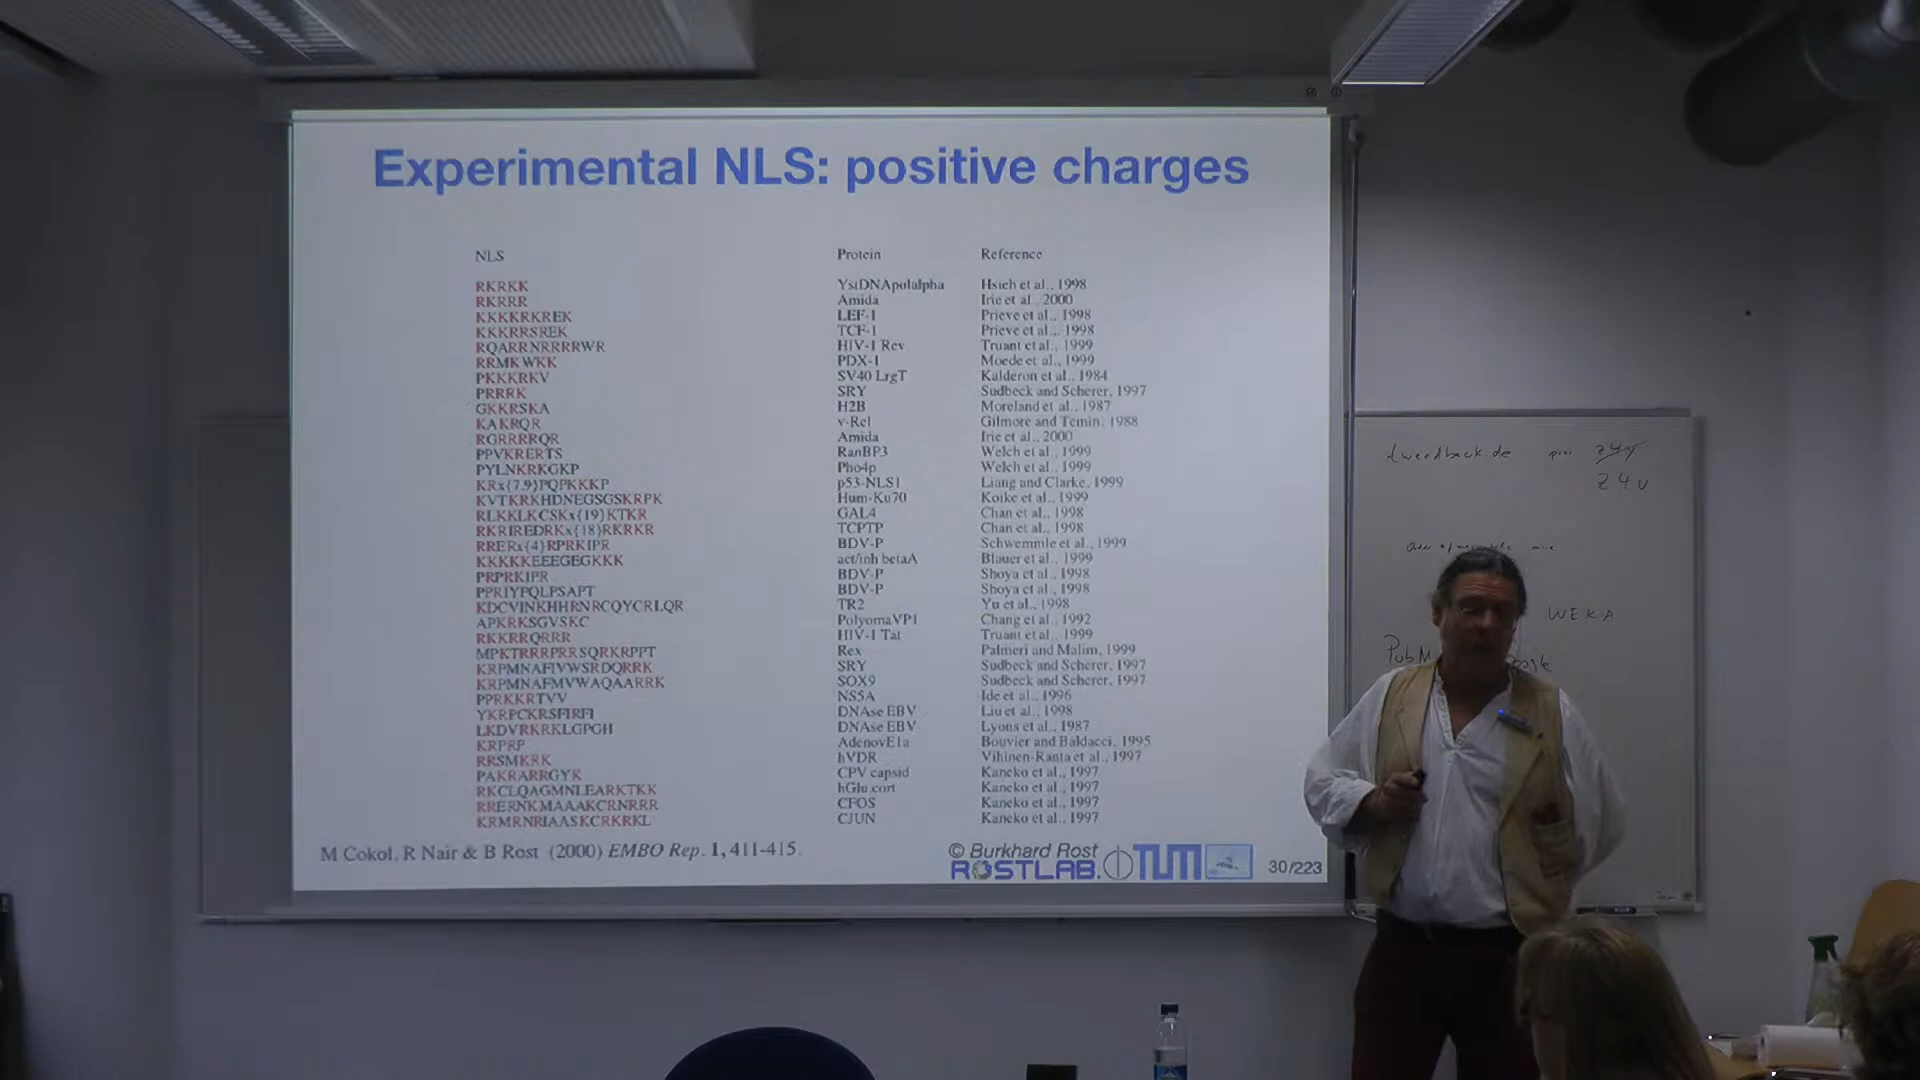 Experimental NLS: positive charges
NLS Protein Reference
RKRKK YstDNApolalpha Hsieh et al., 1998
RKRRR Amida Irie et al., 2000
KKKKRKREK LEF-1 Prieve et al., 1998
KKKRRSREK TCF-1 Prieve et al., 1998
RQARRNRRRRWR HIV-1 Rev Truant et al., 1999
RRMKWKK PDX-1 Moede et al., 1999
PKKKRKV SV40 LrgT Kalderon et al., 1984
PRRRK SRY Sudbeck and Scherer, 1997
GKKRSKA H2B Moreland et al., 1987
KAKRQR v-Rel Gilmore and Temin, 1988
RGRRRRQR Amida Irie et al., 2000
PPVKRERTS RanBP3 Welch et al., 1999
PYLNKRKGKP Pho4p Welch et al., 1999
KRx{7,9}PQPKKKP p53-NLS1 Liang and Clarke, 1999
KVTKRKHDNEGSGSKRPK Hum-Ku70 Koike et al., 1999
RLKKLKCSKx{19}KTKR GAL4 Chan et al., 1998
RKRIREDRKx{18}RKRKR TCPTP Chan et al., 1998
RRERx{4}RPRKIPR BDV-P Schwemmle et al., 1999
KKKKKEEEGEGKKK act/inh betaA Blauer et al., 1999
PRPRKIPR BDV-P Shoya et al., 1998
PPRIYPQLPSAPT BDV-P Shoya et al., 1998
KDCVINKHHRNRCQYCRLQR TR2 Yu et al., 1998
APKRKSGVSKC PolyomaVP1 Chang et al., 1992
RKKRRQRRR HIV-1 Tat Truant et al., 1999
MPKTRRRPRRSQRKRPPT Rex Palmeri and Malim, 1999
KRPMNAFIVWSRDQRRK SRY Sudbeck and Scherer, 1997
KRPMNAFMVWAQAARRK SOX9 Sudbeck and Scherer, 1997
PPRKKRTVV NS5A Ide et al., 1996
YKRPCKRSFIRFI DNAse EBV Liu et al., 1998
LKDVRKRKLGPGH DNAse EBV Lyons et al., 1987
KRPRP AdenovE1a Bouvier and Baldacci, 1995
RRSMKRK hVDR Vihinen-Ranta et al., 1997
PAKRARRGYK CPV capsid Kaneko et al., 1997
RKCLQAGMNLEARKTKK hGlu.cort Kaneko et al., 1997
RRERNKMAAAKCRNRRR CFOS Kaneko et al., 1997
KRMRNRIAASKCRKRKL CJUN Kaneko et al., 1997
M Cokol, R Nair & B Rost (2000) EMBO Rep. 1, 411-415.
© Burkhard Rost
ROSTLAB. TUM 30/223
Z4U
WEKA
PubM